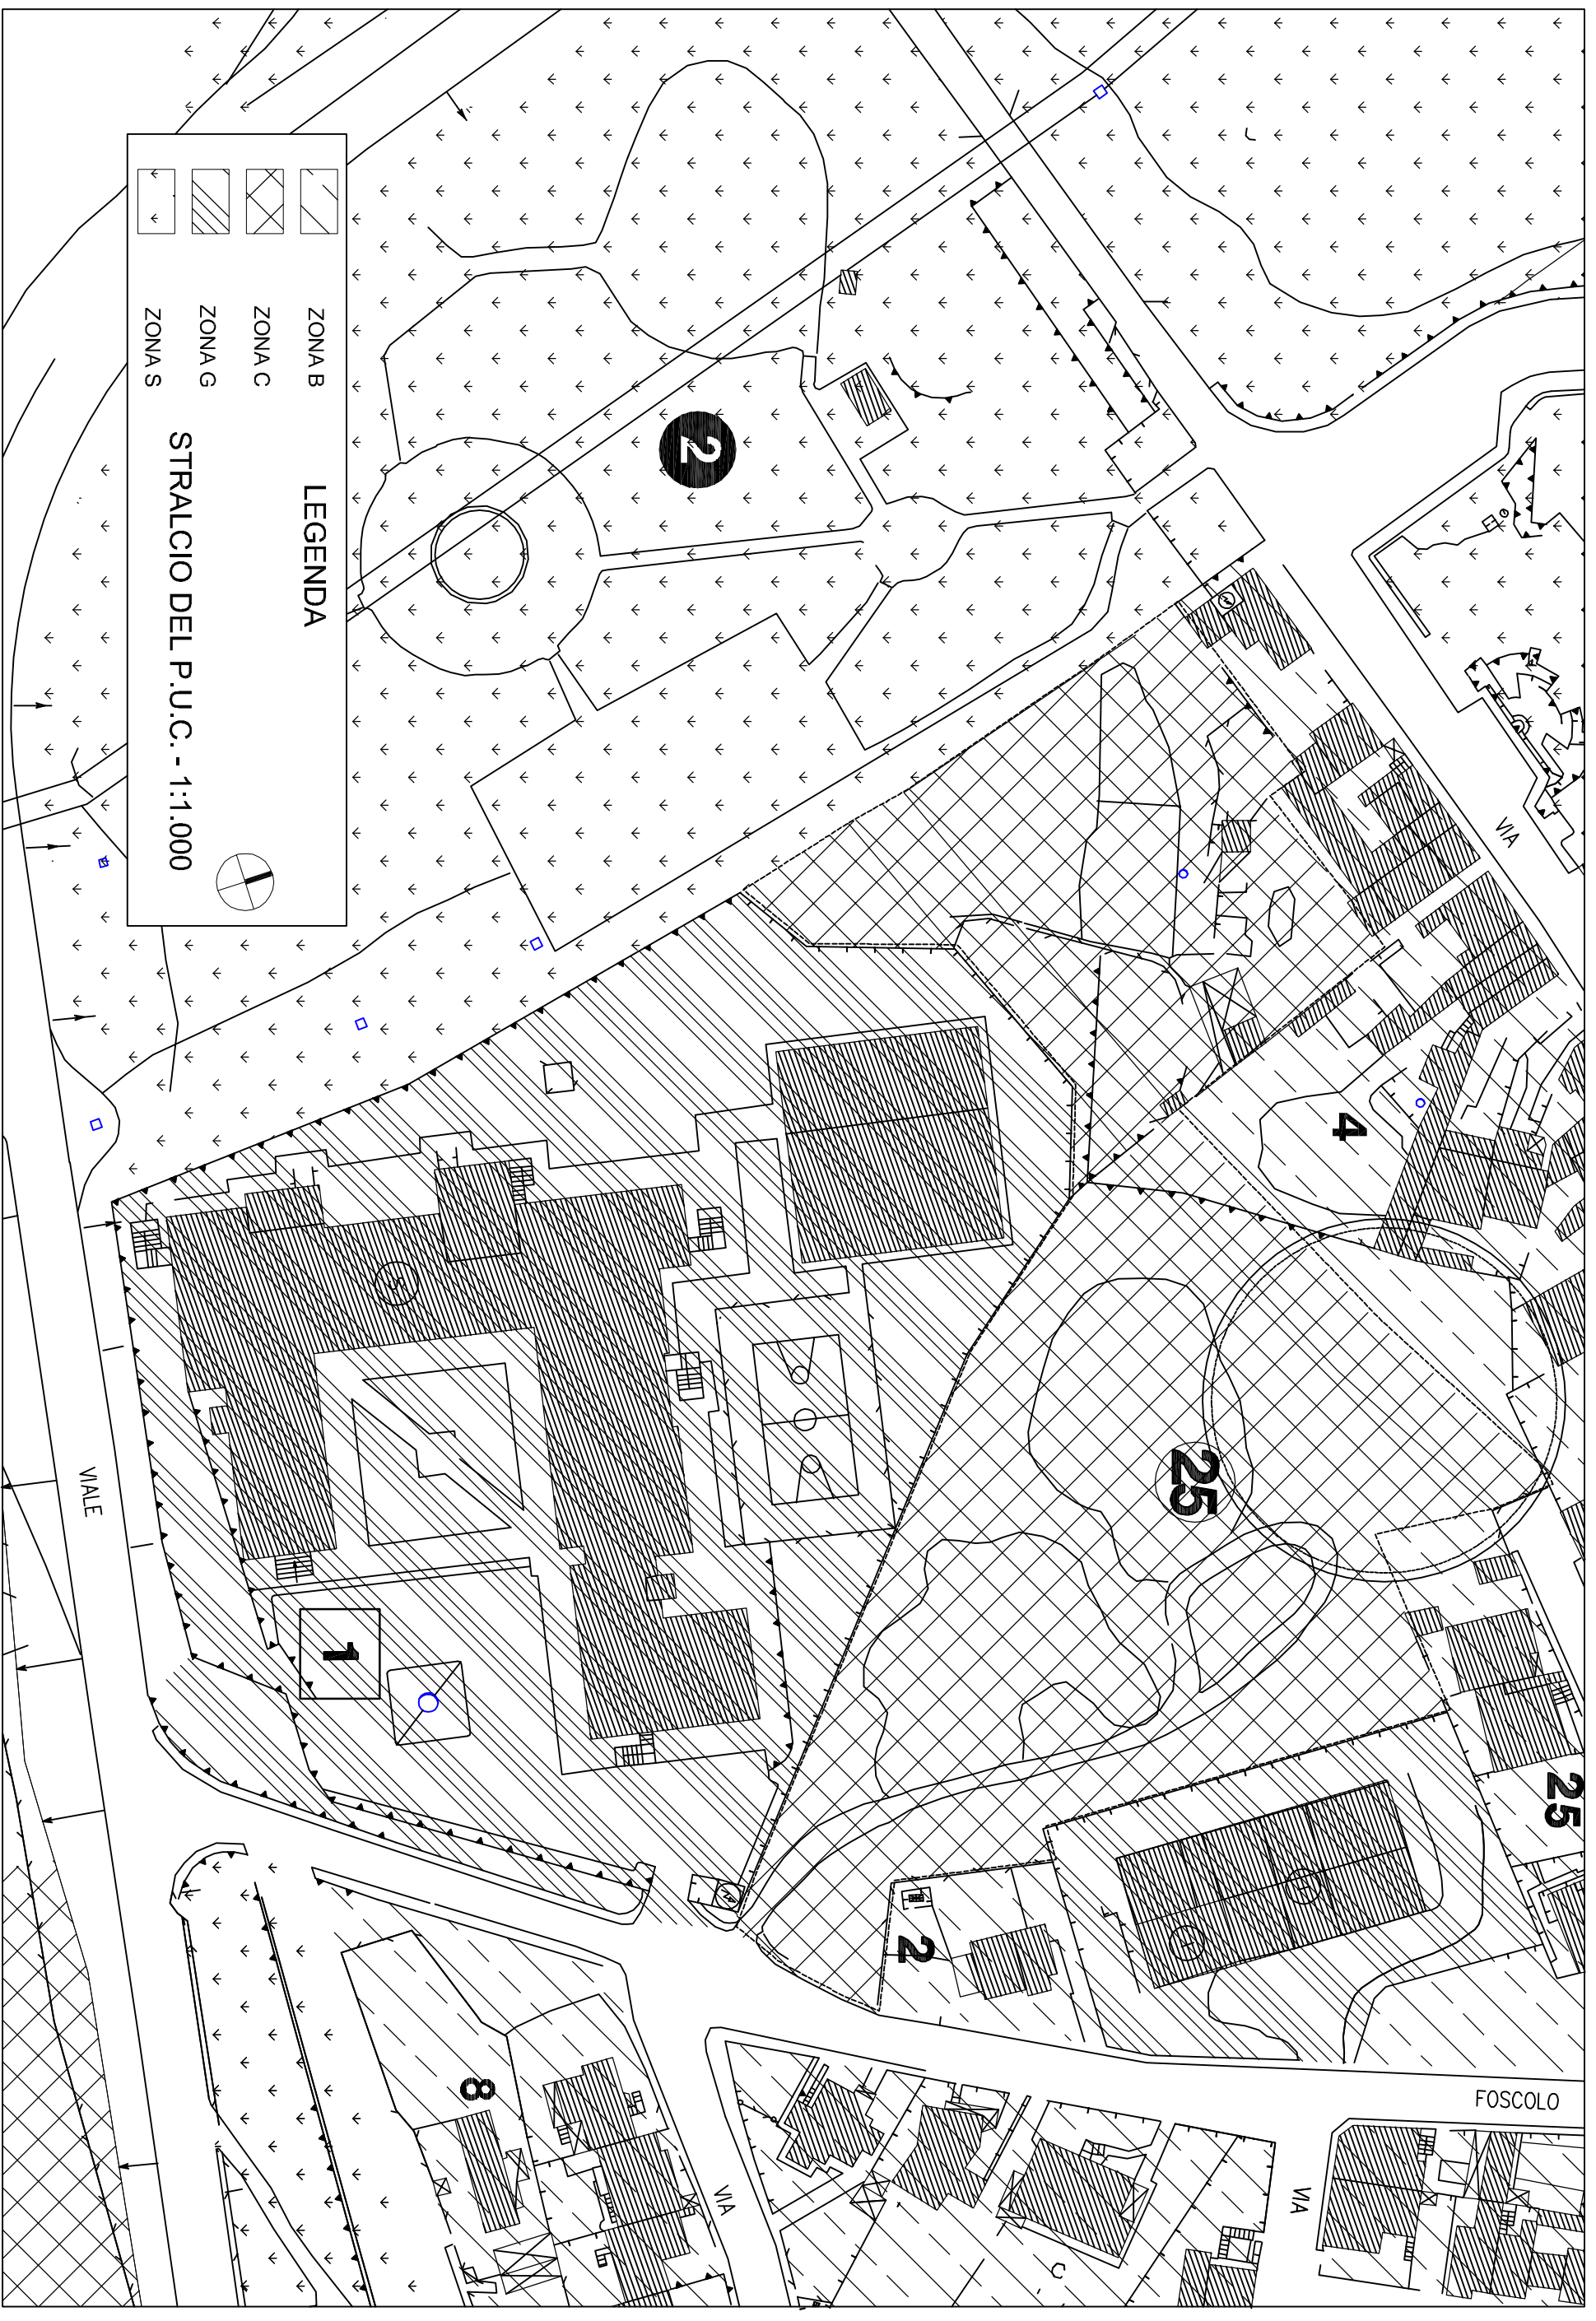 LEGENDA
ZONA B
ZONA C
ZONA G
ZONA S
STRALCIO DEL P.U.C. - 1:1.000
2
VIA
4
25
25
1
2
8
VIALE
VIA
VIA
FOSCOLO
C